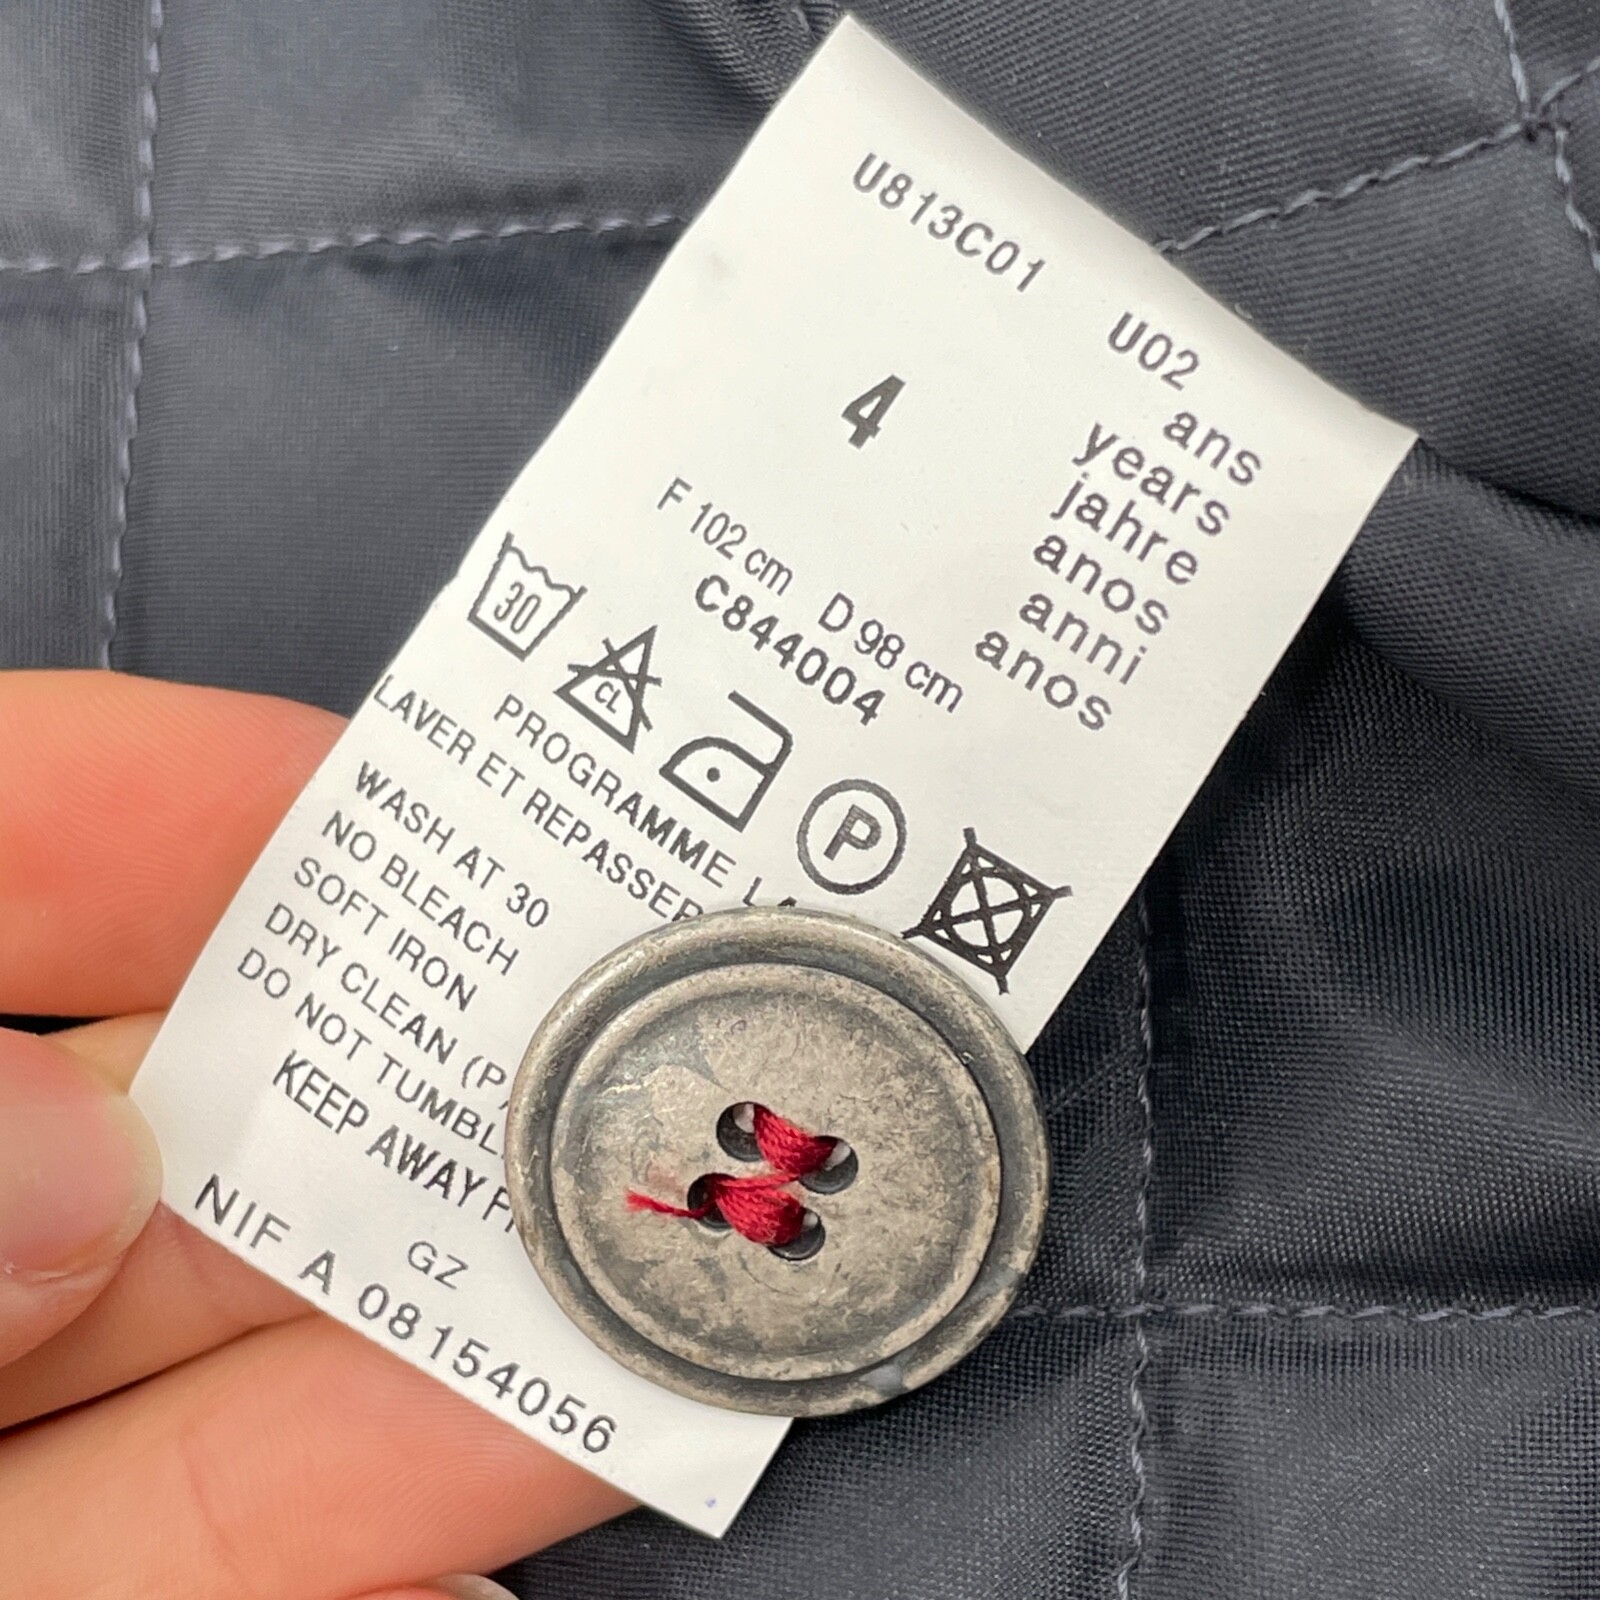 U813C01 U02
4 ans
years
jahre
anos
anni
anos
F 102 cm D 98 cm
C844004
30 CL P
PROGRAMME
LAVER ET REPASSER
WASH AT 30
NO BLEACH
SOFT IRON
DRY CLEAN (P
DO NOT TUMBL
KEEP AWAY
GZ
NIF A 08154056